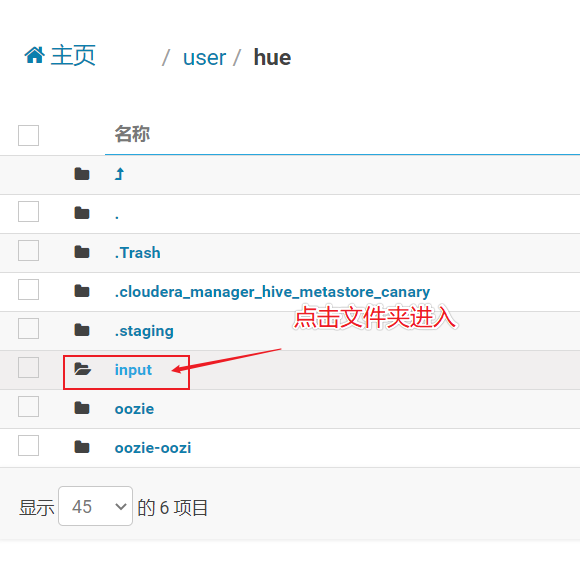 主页 / user / hue
名称
.
.Trash
.cloudera_manager_hive_metastore_canary
点击文件夹进入
.staging
input
oozie
oozie-oozi
显示 45 的 6 项目